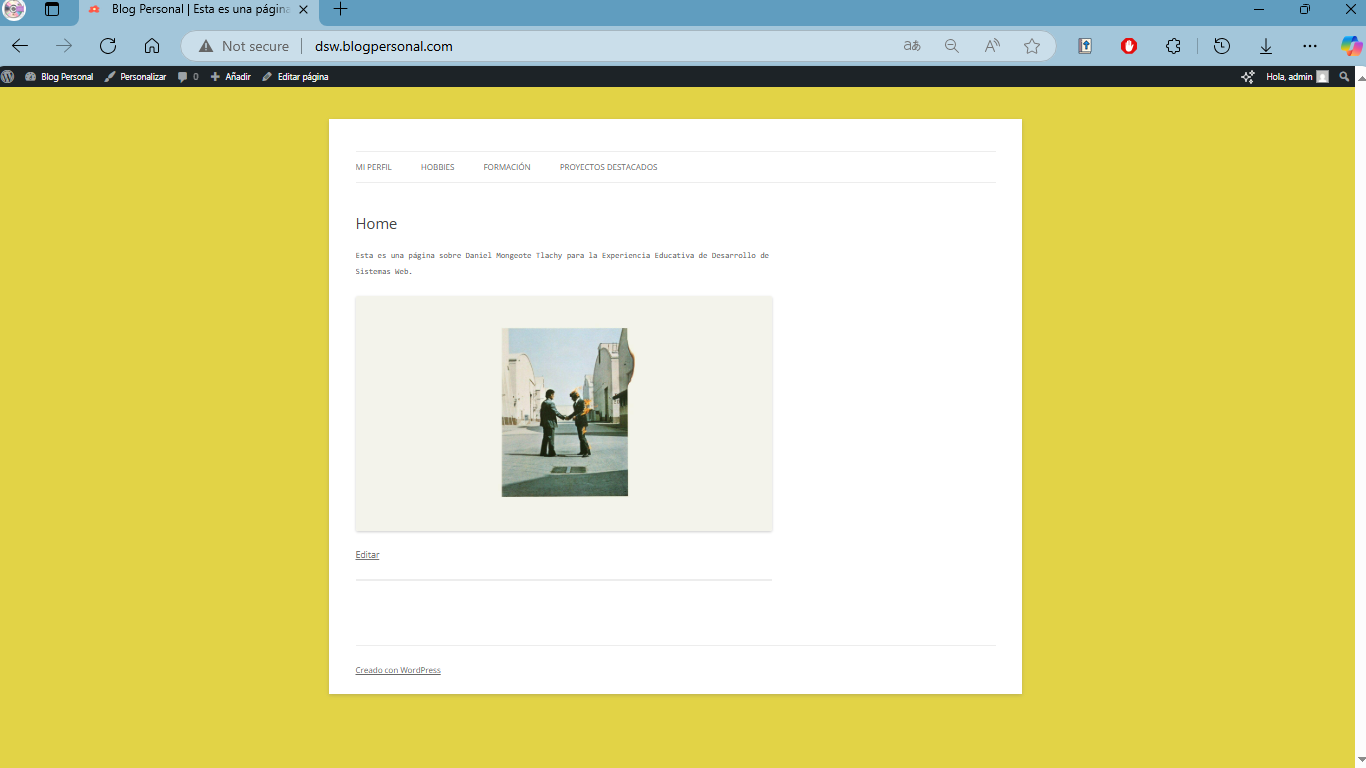 Blog Personal | Esta es una página
Not secure dsw.blogpersonal.com
Blog Personal Personalizar 0 Añadir Editar página Hola, admin
MI PERFIL HOBBIES FORMACIÓN PROYECTOS DESTACADOS
Home
Esta es una página sobre Daniel Mongeote Tlachy para la Experiencia Educativa de Desarrollo de
Sistemas Web.
Editar
Creado con WordPress